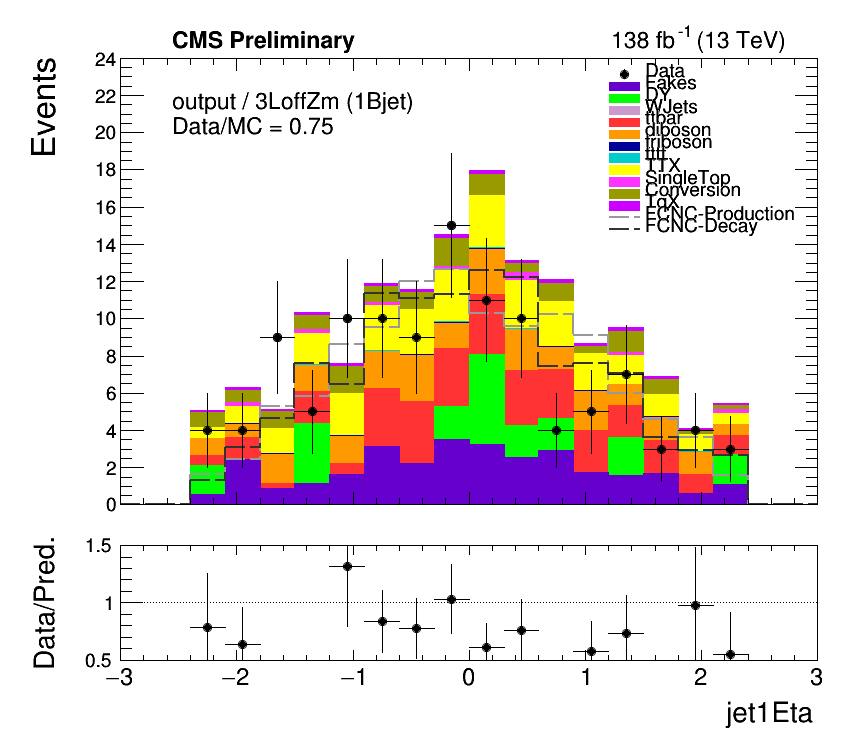 CMS Preliminary
138 fb-1 (13 TeV)
Events
24
22
20
18
16
14
12
10
8
6
4
2
0
output / 3LoffZm (1Bjet)
Data/MC = 0.75
Data
Fakes
DY
WJets
ttbar
diboson
triboson
tttt
TTX
SingleTop
Conversion
TqX
FCNC-Production
FCNC-Decay
Data/Pred.
1.5
1
0.5
−3 −2 −1 0 1 2 3
jet1Eta